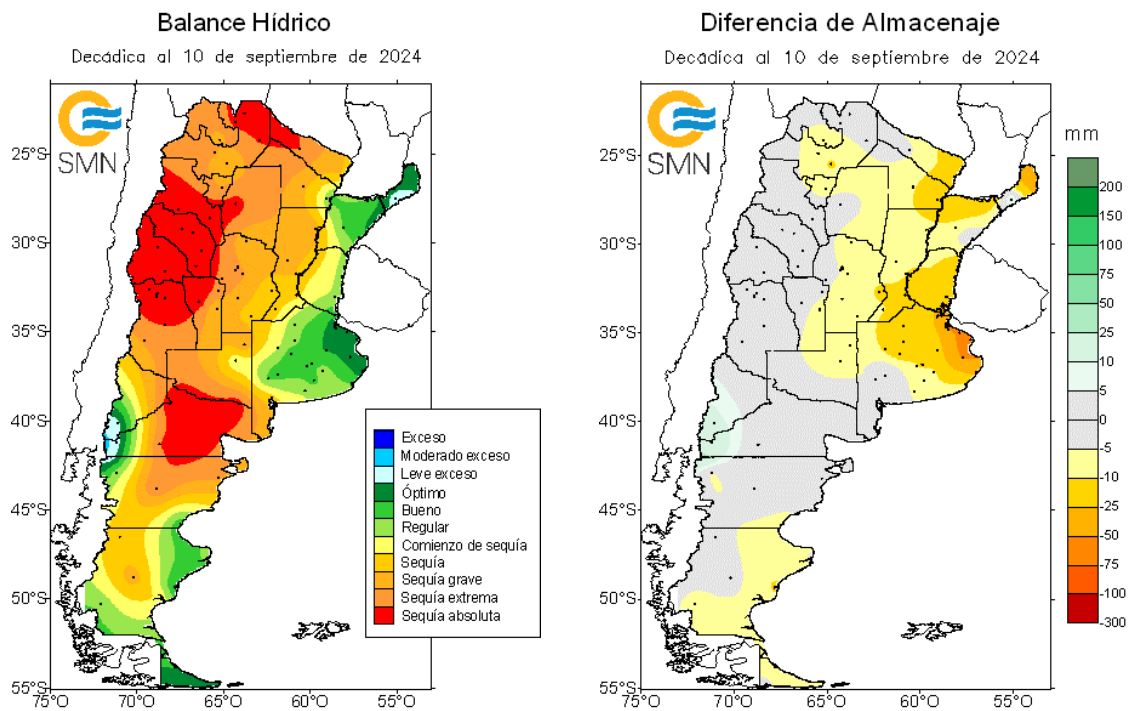 Balance Hídrico
Decádica al 10 de septiembre de 2024
SMN
25°S
30°S
35°S
40°S
45°S
50°S
55°S
75°O
70°O
65°O
60°O
55°O
Exceso
Moderado exceso
Leve exceso
Óptimo
Bueno
Regular
Comienzo de sequía
Sequía
Sequía grave
Sequía extrema
Sequía absoluta
Diferencia de Almacenaje
Decádica al 10 de septiembre de 2024
SMN
25°S
30°S
35°S
40°S
45°S
50°S
55°S
75°O
70°O
65°O
60°O
55°O
mm
200
150
100
75
50
25
10
5
0
-5
-10
-25
-50
-75
-100
-300